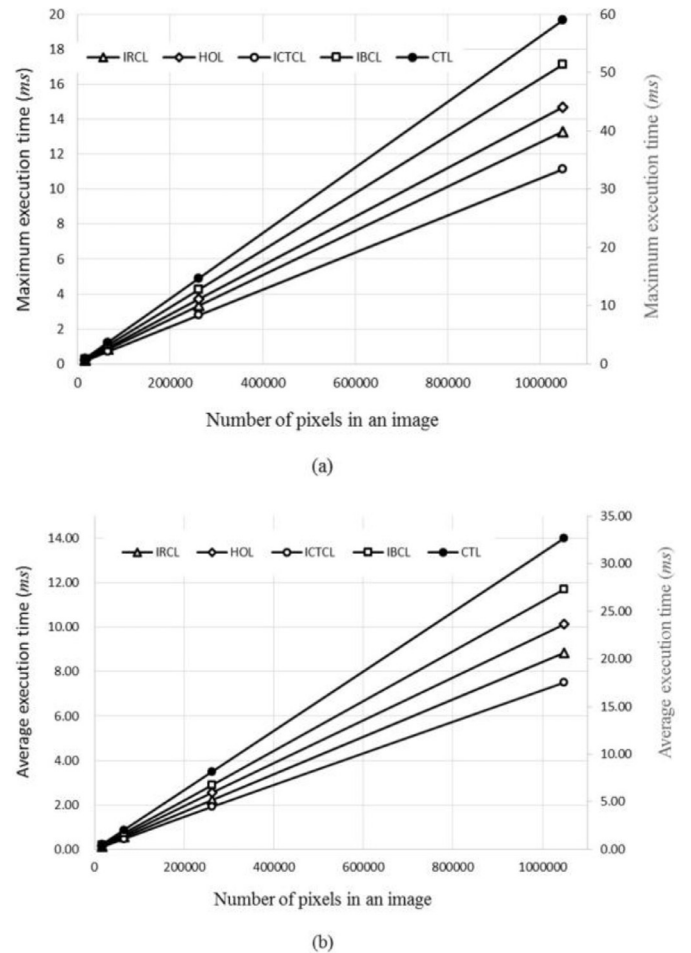 20
18
16
14
12
10
8
6
4
2
0
Maximum execution time (ms)
IRCL HOL ICTCL IBCL CTL
60
50
40
30
20
10
0
Maximum execution time (ms)
0 200000 400000 600000 800000 1000000
Number of pixels in an image
(a)
14.00
12.00
10.00
8.00
6.00
4.00
2.00
0.00
Average execution time (ms)
IRCL HOL ICTCL IBCL CTL
35.00
30.00
25.00
20.00
15.00
10.00
5.00
0.00
Average execution time (ms)
0 200000 400000 600000 800000 1000000
Number of pixels in an image
(b)